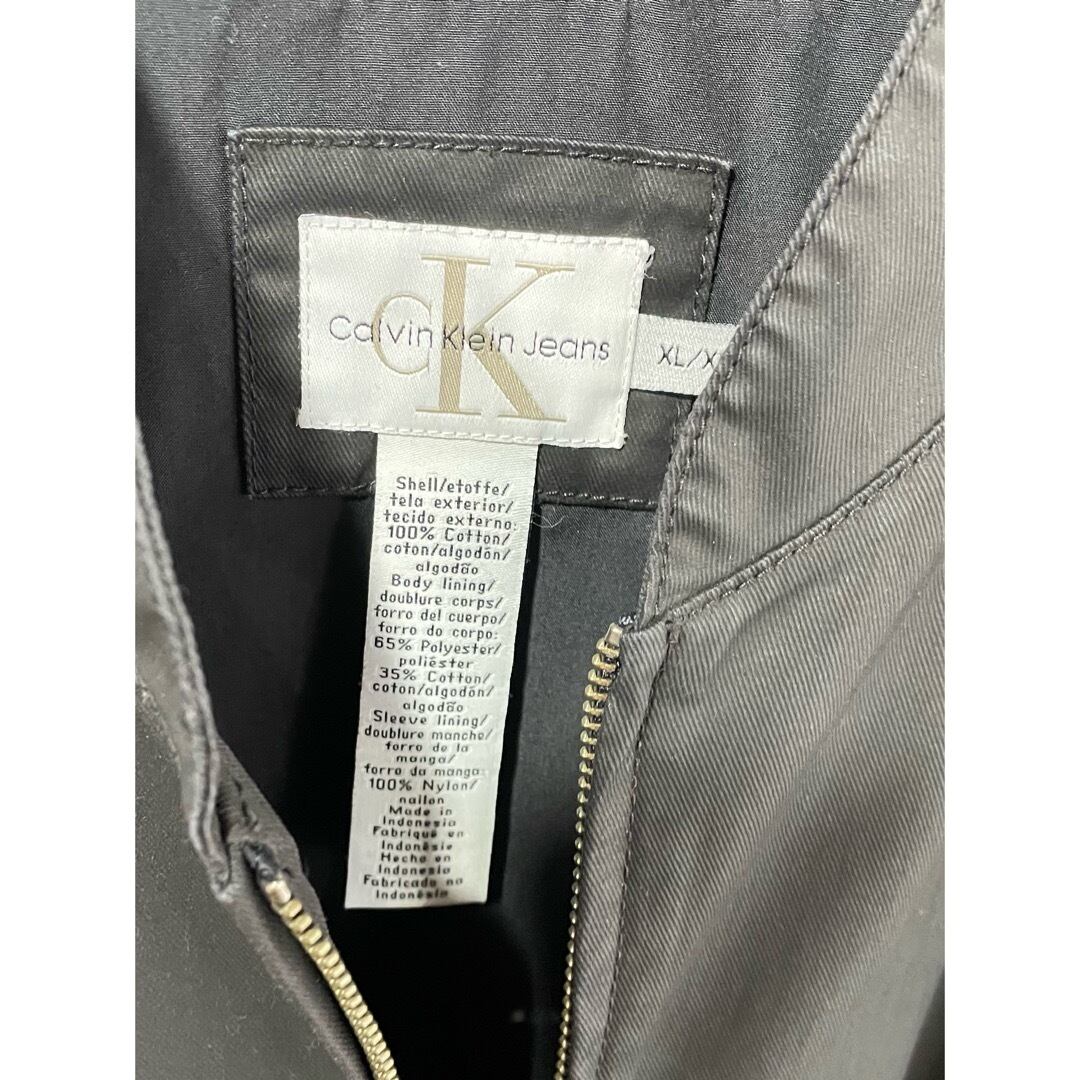 CK
Calvin Klein Jeans
XL/X
Shell/etoffe/
tela exterior/
tecido externo:
100% Cotton/
coton/algodón/
algodão
Body lining/
doublure corps/
forro del cuerpo/
forro do corpo:
65% Polyester/
poliéster
35% Cotton/
coton/algodón/
algodão
Sleeve lining/
doublure manche/
forro de la
manga/
forro da manga:
100% Nylon/
nailon
Made in
Indonesia
Fabriqué en
Indonésie
Hecho en
Indonesia
Fabricado na
Indonésia